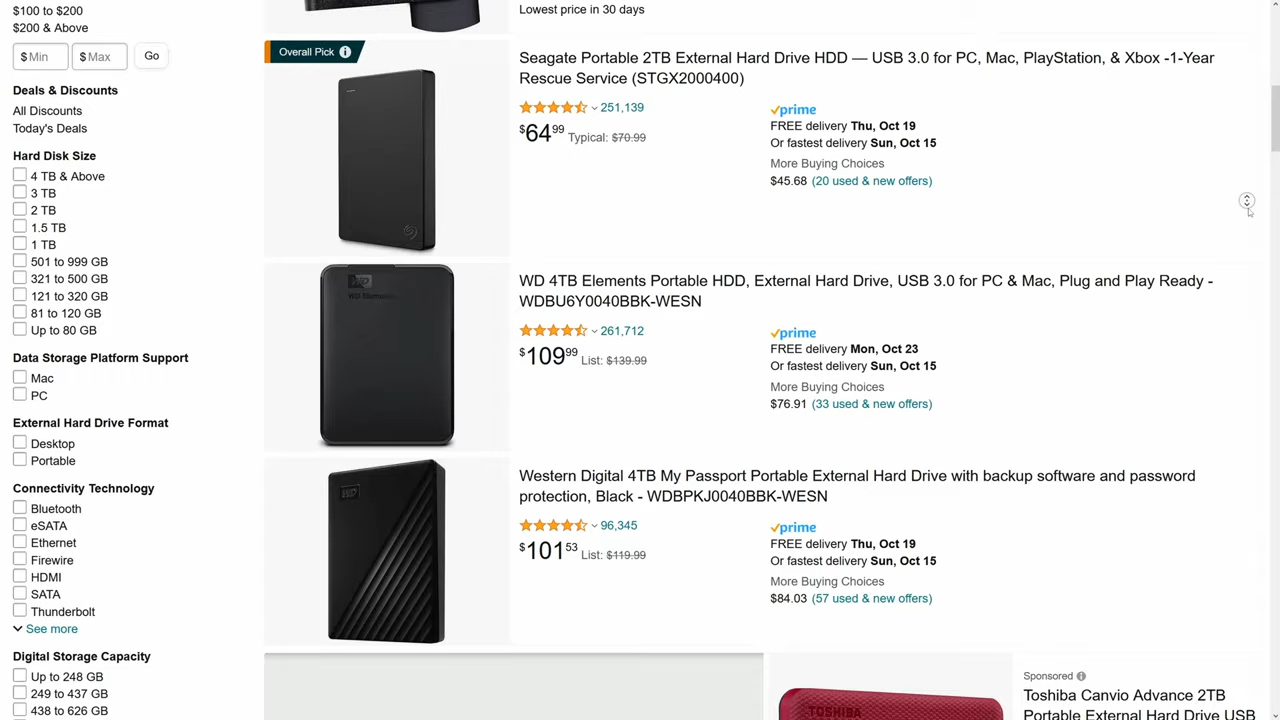 $100 to $200
$200 & Above
$ Min
$ Max
Go
Deals & Discounts
All Discounts
Today's Deals
Hard Disk Size
4 TB & Above
3 TB
2 TB
1.5 TB
1 TB
501 to 999 GB
321 to 500 GB
121 to 320 GB
81 to 120 GB
Up to 80 GB
Data Storage Platform Support
Mac
PC
External Hard Drive Format
Desktop
Portable
Connectivity Technology
Bluetooth
eSATA
Ethernet
Firewire
HDMI
SATA
Thunderbolt
See more
Digital Storage Capacity
Up to 248 GB
249 to 437 GB
438 to 626 GB
Lowest price in 30 days
Overall Pick
Seagate Portable 2TB External Hard Drive HDD — USB 3.0 for PC, Mac, PlayStation, & Xbox -1-Year
Rescue Service (STGX2000400)
251,139
$64.99 Typical: $70.99
prime
FREE delivery Thu, Oct 19
Or fastest delivery Sun, Oct 15
More Buying Choices
$45.68 (20 used & new offers)
WD
WD Elements
WD 4TB Elements Portable HDD, External Hard Drive, USB 3.0 for PC & Mac, Plug and Play Ready -
WDBU6Y0040BBK-WESN
261,712
$109.99 List: $139.99
prime
FREE delivery Mon, Oct 23
Or fastest delivery Sun, Oct 15
More Buying Choices
$76.91 (33 used & new offers)
WD
Western Digital 4TB My Passport Portable External Hard Drive with backup software and password
protection, Black - WDBPKJ0040BBK-WESN
96,345
$101.53 List: $119.99
prime
FREE delivery Thu, Oct 19
Or fastest delivery Sun, Oct 15
More Buying Choices
$84.03 (57 used & new offers)
TOSHIBA
Sponsored
Toshiba Canvio Advance 2TB
Portable External Hard Drive USB